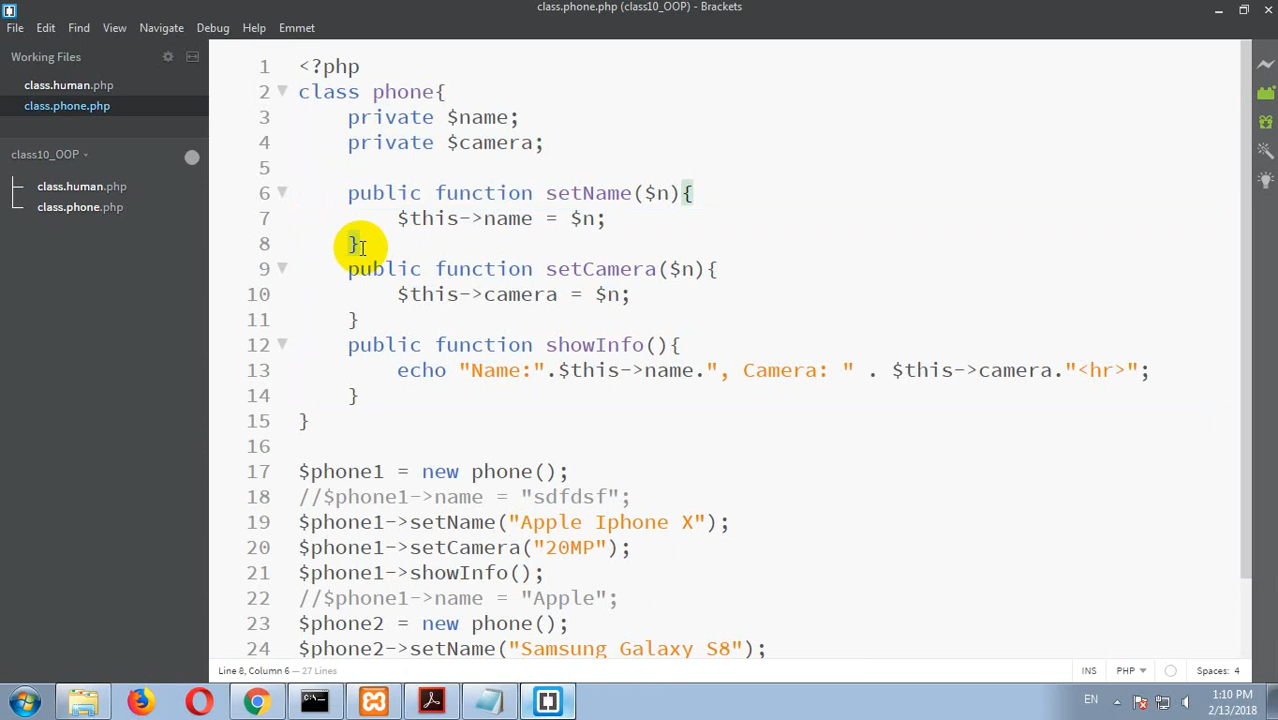 class.phone.php (class10_OOP) - Brackets
File Edit Find View Navigate Debug Help Emmet
Working Files
class.human.php
class.phone.php
class10_OOP
class.human.php
class.phone.php
1 <?php
2 class phone{
3 private $name;
4 private $camera;
5
6 public function setName($n){
7 $this->name = $n;
8 }
9 public function setCamera($n){
10 $this->camera = $n;
11 }
12 public function showInfo(){
13 echo "Name:".$this->name.", Camera: " . $this->camera."<hr>";
14 }
15 }
16
17 $phone1 = new phone();
18 //$phone1->name = "sdfdsf";
19 $phone1->setName("Apple Iphone X");
20 $phone1->setCamera("20MP");
21 $phone1->showInfo();
22 //$phone1->name = "Apple";
23 $phone2 = new phone();
24 $phone2->setName("Samsung Galaxy S8");
Line 8, Column 6 — 27 Lines
INS PHP Spaces: 4
EN 1:10 PM
2/13/2018